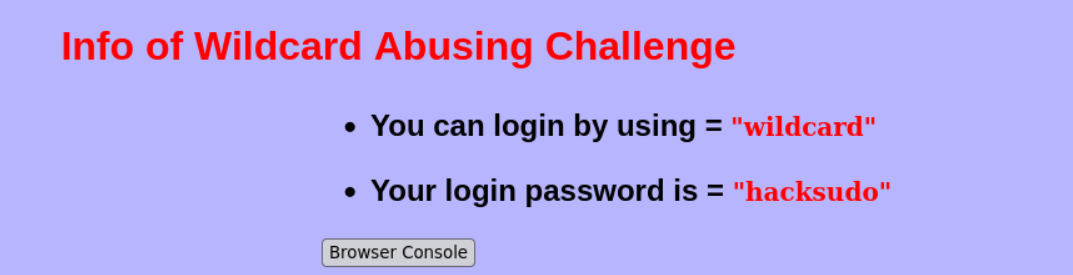 Info of Wildcard Abusing Challenge
• You can login by using = "wildcard"
• Your login password is = "hacksudo"
Browser Console